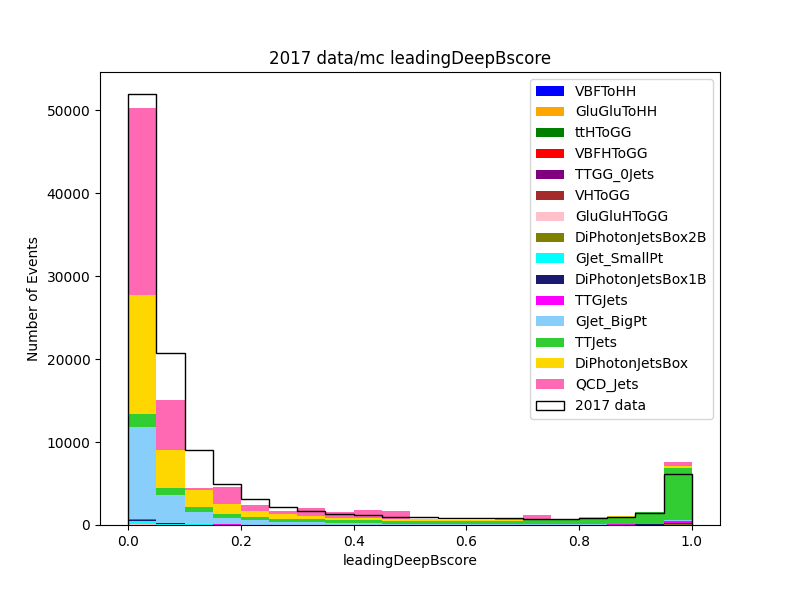 2017 data/mc leadingDeepBscore
Number of Events
50000
40000
30000
20000
10000
0
0.0
0.2
0.4
0.6
0.8
1.0
leadingDeepBscore
VBFToHH
GluGluToHH
ttHToGG
VBFHToGG
TTGG_0Jets
VHToGG
GluGluHToGG
DiPhotonJetsBox2B
GJet_SmallPt
DiPhotonJetsBox1B
TTGJets
GJet_BigPt
TTJets
DiPhotonJetsBox
QCD_Jets
2017 data